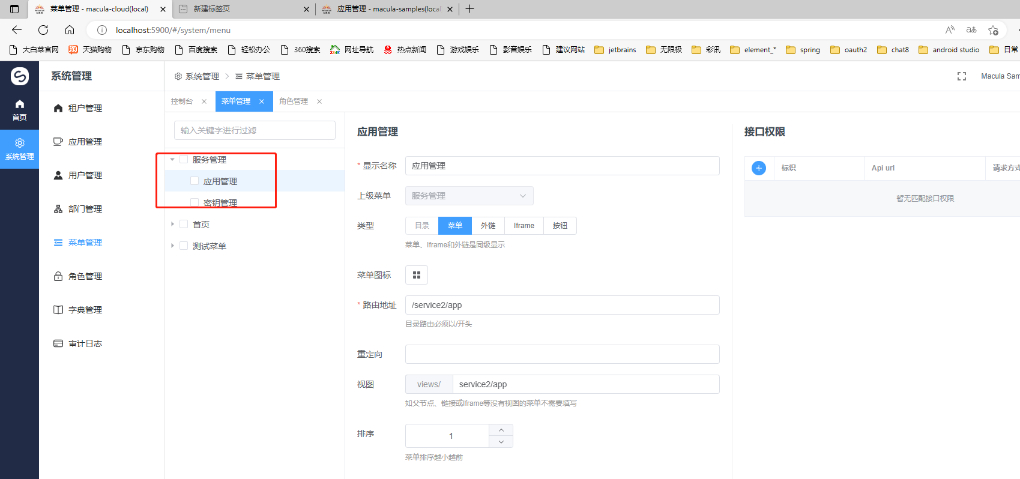 菜单管理 - macula-cloud(local)
新建标签页
应用管理 - macula-samples(local
localhost:5900/#/system/menu
大白菜官网 天猫购物 京东购物 百度搜索 轻松办公 360搜索 网址导航 热点新闻 游戏娱乐 影音娱乐 建议网站 jetbrains 无限极 彩讯 element_* spring oauth2 chat8 android studio 日常
首页
系统管理
系统管理
租户管理
应用管理
用户管理
部门管理
菜单管理
角色管理
字典管理
审计日志
系统管理 > 菜单管理
Macula Sam
控制台 菜单管理 角色管理
输入关键字进行过滤
服务管理
应用管理
密钥管理
首页
测试菜单
应用管理
* 显示名称 应用管理
上级菜单 服务管理
类型 目录 菜单 外链 Iframe 按钮
菜单、iframe和外链是同级显示
菜单图标
* 路由地址 /service2/app
目录路由必须以/开头
重定向
视图 views/ service2/app
如父节点、链接或Iframe等没有视图的菜单不需要填写
排序 1
菜单排序越小越前
接口权限
标识 Api url 请求方式
暂无匹配接口权限